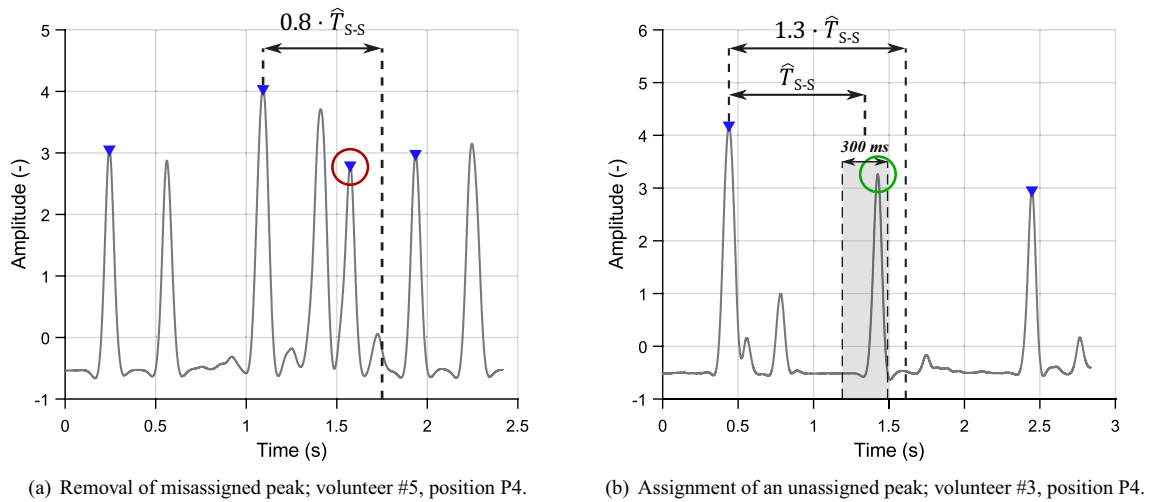 0.8 · T̂S-S
5
4
3
2
1
0
-1
Amplitude (-)
0
0.5
1
1.5
2
2.5
Time (s)
(a) Removal of misassigned peak; volunteer #5, position P4.
1.3 · T̂S-S
T̂S-S
300 ms
6
5
4
3
2
1
0
-1
Amplitude (-)
0
0.5
1
1.5
2
2.5
3
Time (s)
(b) Assignment of an unassigned peak; volunteer #3, position P4.